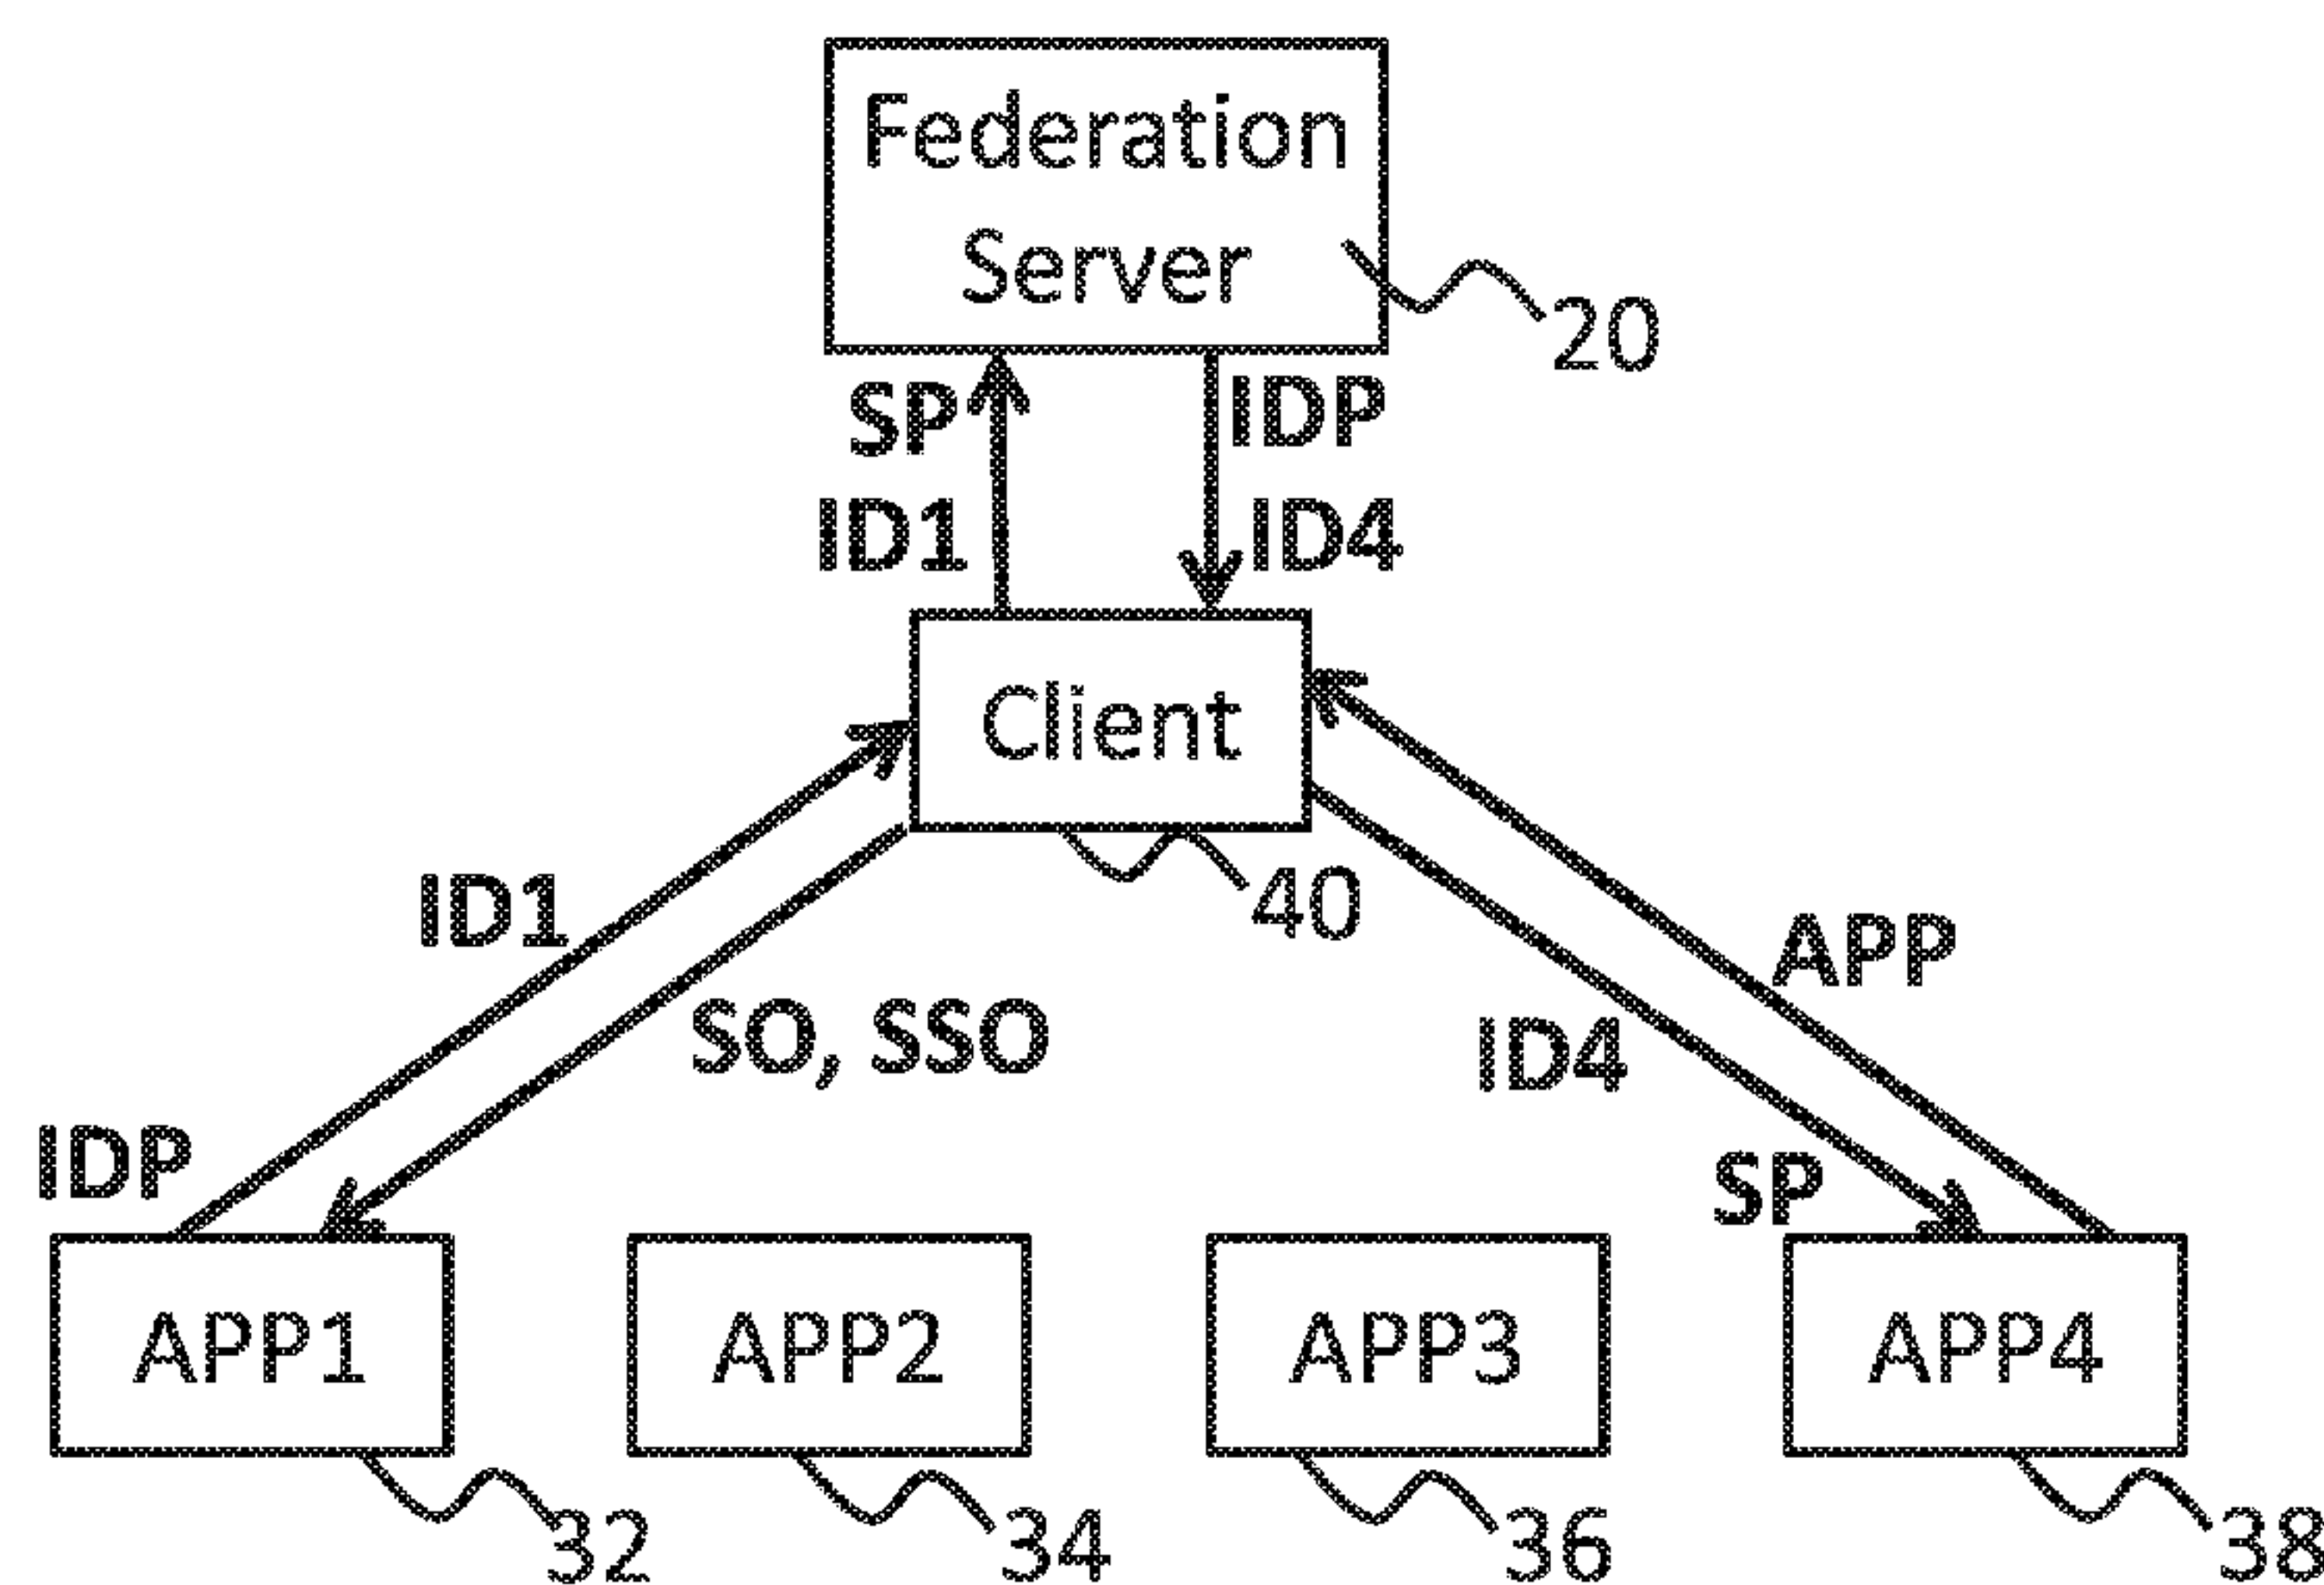 Federation
Server
20
SP
IDP
ID1
ID4
Client
40
ID1
APP
SO, SSO
ID4
IDP
SP
APP1
APP2
APP3
APP4
32
34
36
38